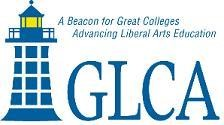 A Beacon for Great Colleges
Advancing Liberal Arts Education
GLCA